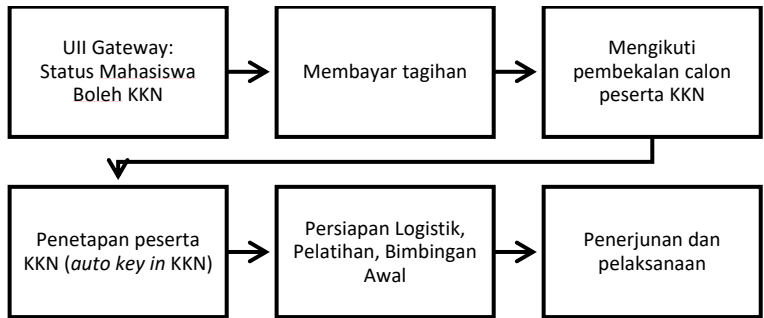 UII Gateway:
Status Mahasiswa
Boleh KKN
Membayar tagihan
Mengikuti
pembekalan calon
peserta KKN
Penetapan peserta
KKN (auto key in KKN)
Persiapan Logistik,
Pelatihan, Bimbingan
Awal
Penerjunan dan
pelaksanaan